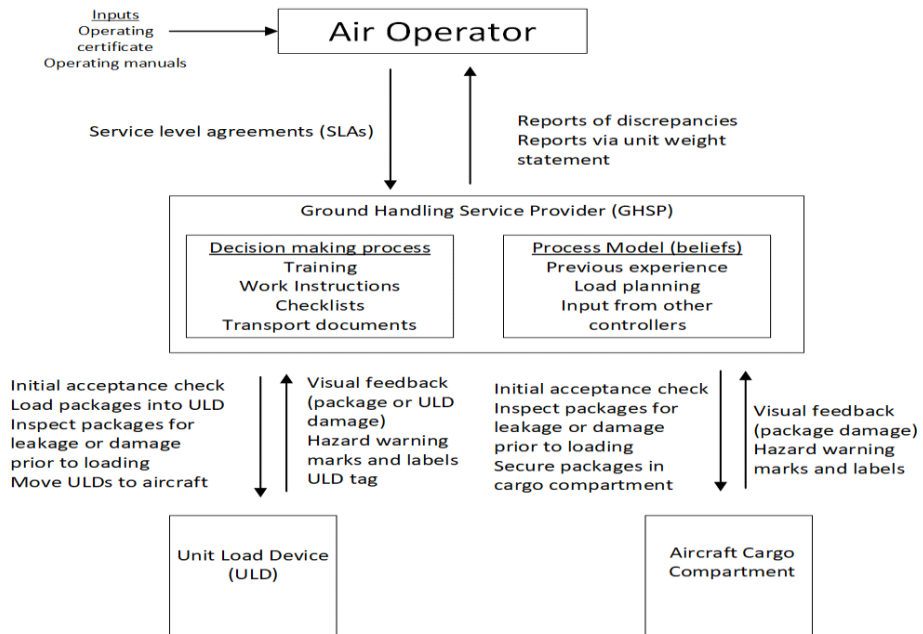 Inputs
Operating
certificate
Operating manuals
Air Operator
Service level agreements (SLAs)
Reports of discrepancies
Reports via unit weight
statement
Ground Handling Service Provider (GHSP)
Decision making process
Training
Work Instructions
Checklists
Transport documents
Process Model (beliefs)
Previous experience
Load planning
Input from other
controllers
Initial acceptance check
Load packages into ULD
Inspect packages for
leakage or damage
prior to loading
Move ULDs to aircraft
Visual feedback
(package or ULD
damage)
Hazard warning
marks and labels
ULD tag
Initial acceptance check
Inspect packages for
leakage or damage
prior to loading
Secure packages in
cargo compartment
Visual feedback
(package damage)
Hazard warning
marks and labels
Unit Load Device
(ULD)
Aircraft Cargo
Compartment